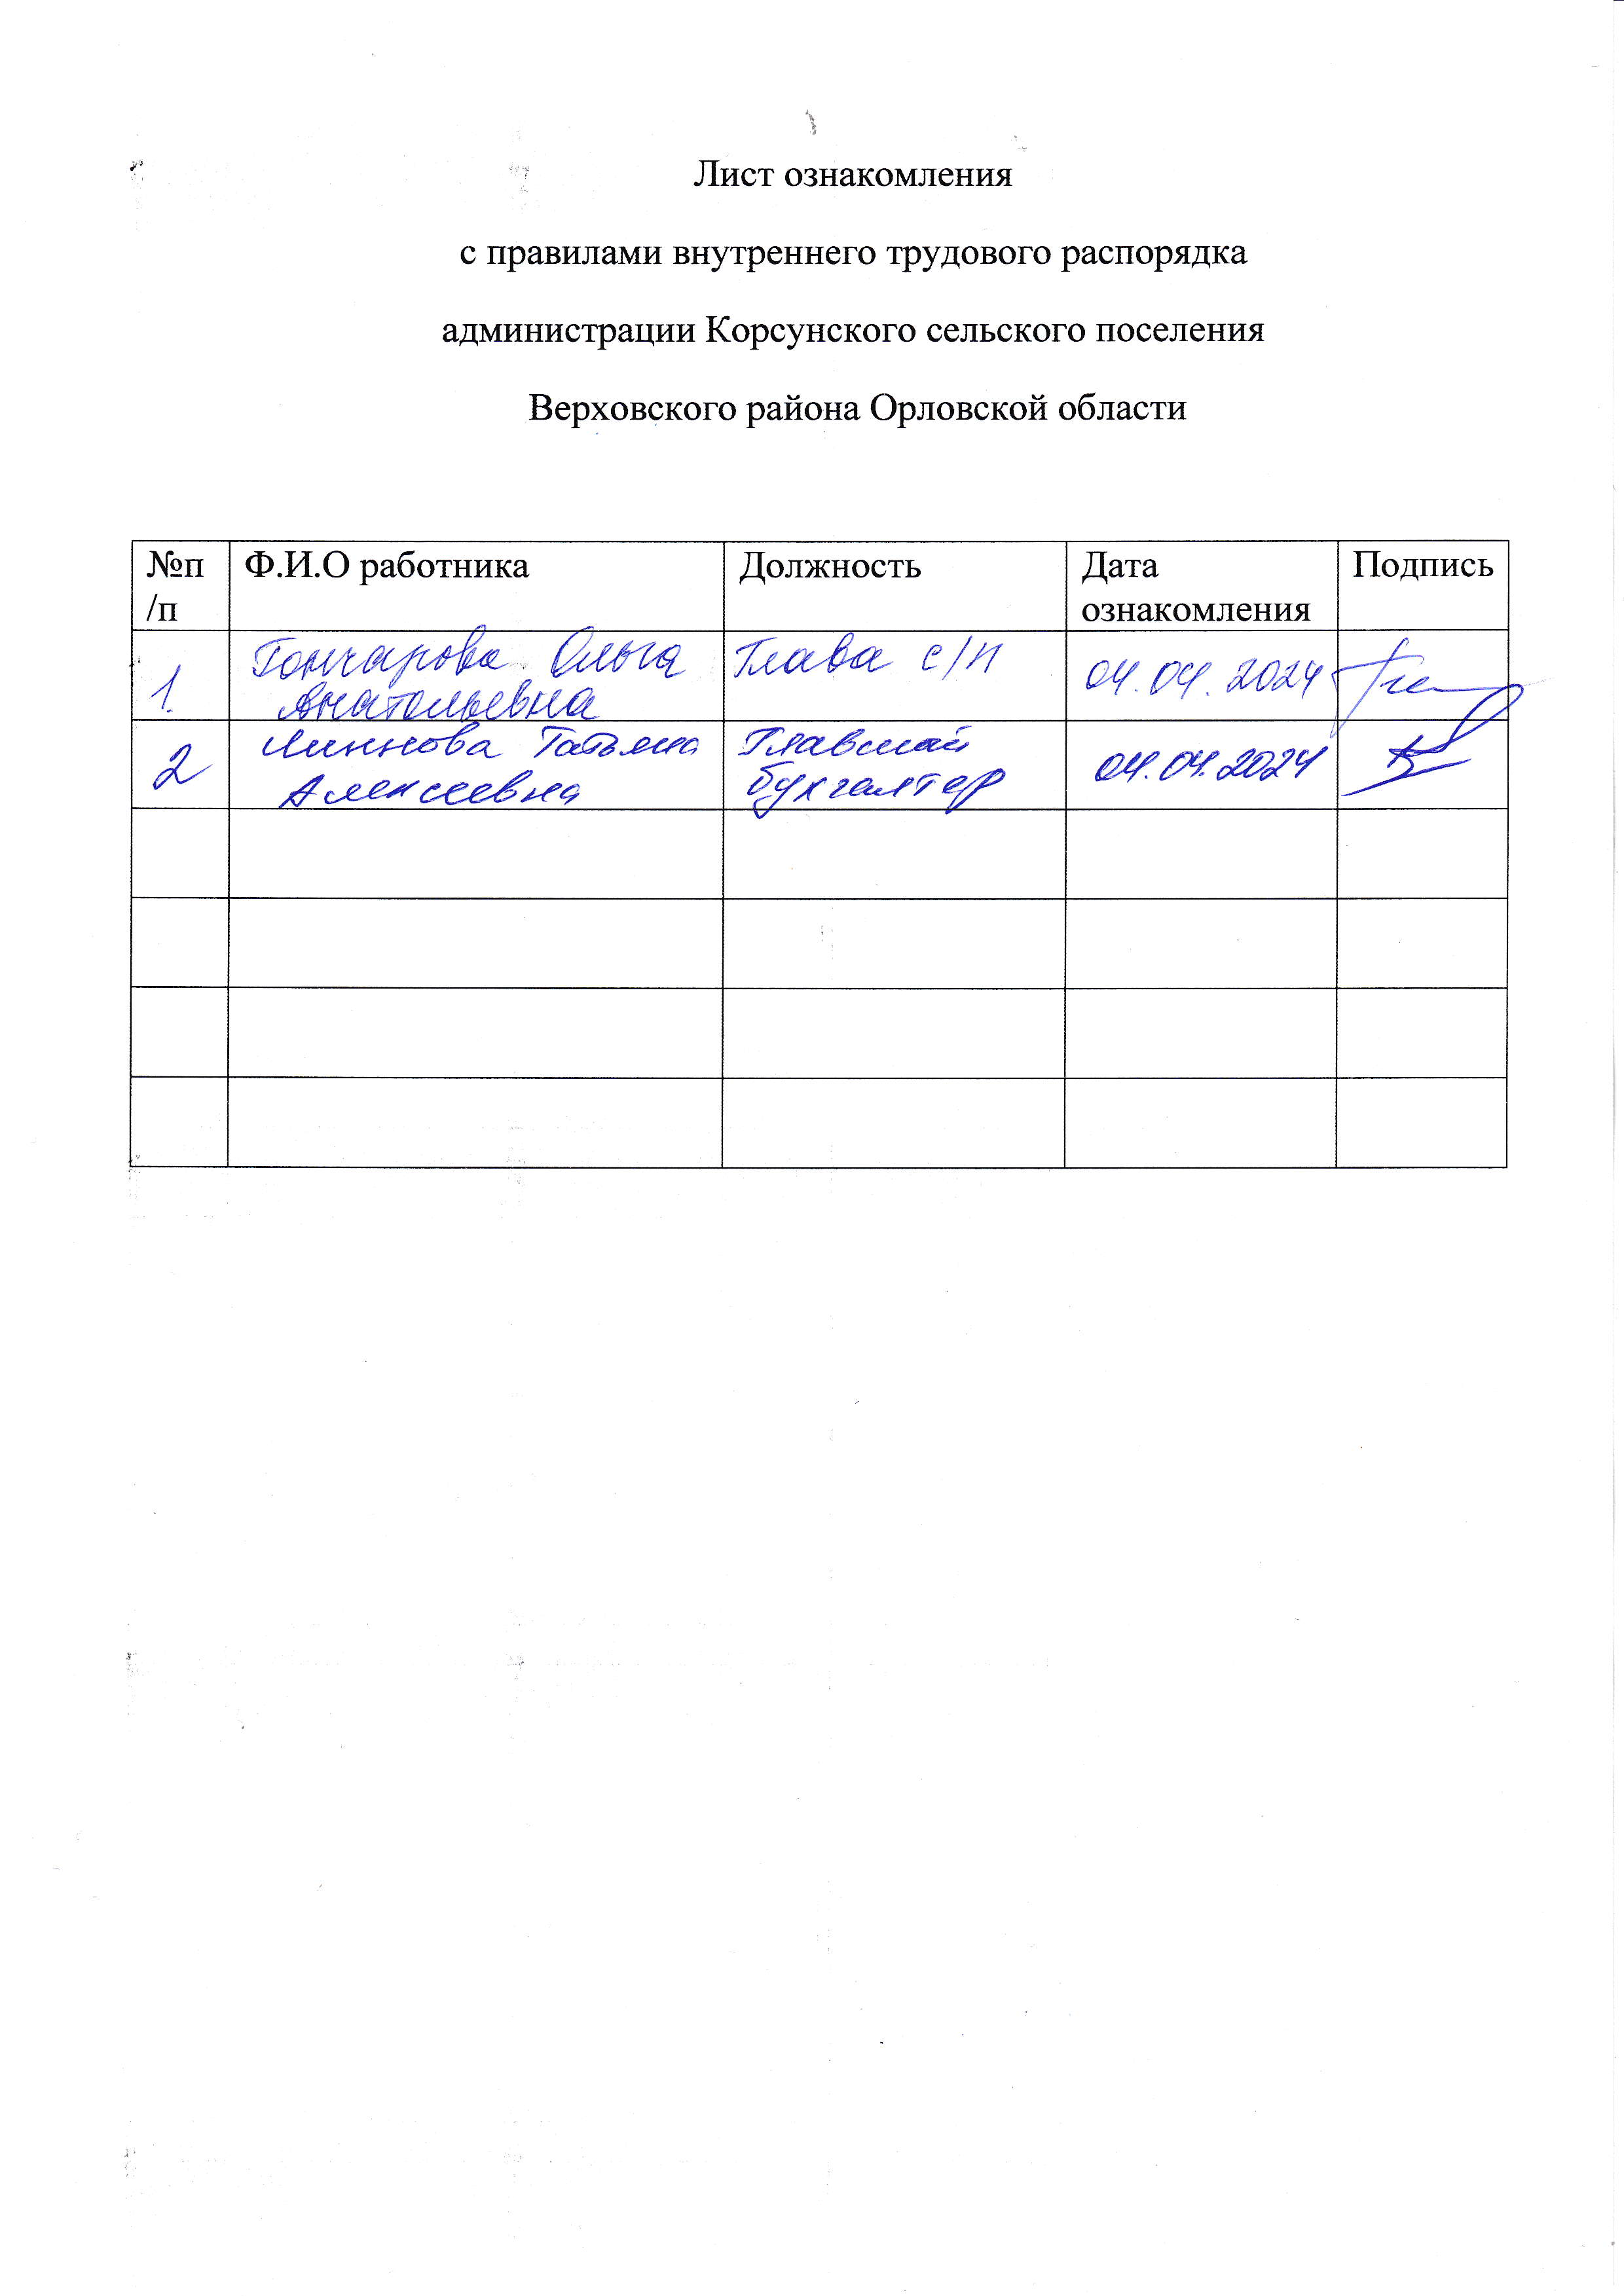 Лист ознакомления
с правилами внутреннего трудового распорядка
администрации Корсунского сельского поселения
Верховского района Орловской области
№п/п Ф.И.О работника Должность Дата ознакомления Подпись
1. Гончарова Ольга Анатольевна Глава с/п 04.04.2024
2 Татьяна Алексеевна Главный бухгалтер 04.04.2024